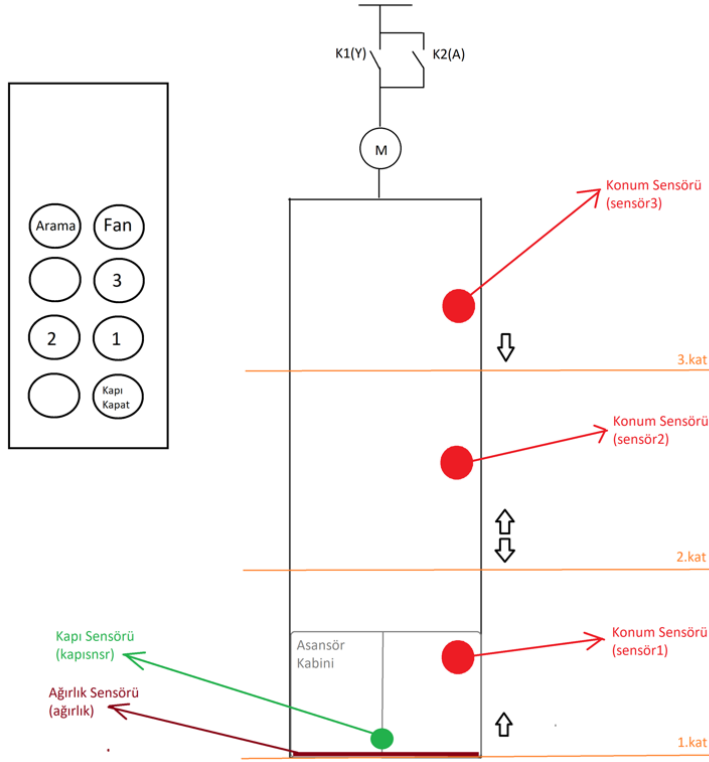 K1(Y)
K2(A)
M
Arama
Fan
3
2
1
Kapı
Kapat
Konum Sensörü
(sensör3)
3.kat
Konum Sensörü
(sensör2)
2.kat
Konum Sensörü
(sensör1)
Asansör
Kabini
Kapı Sensörü
(kapısnsr)
Ağırlık Sensörü
(ağırlık)
1.kat